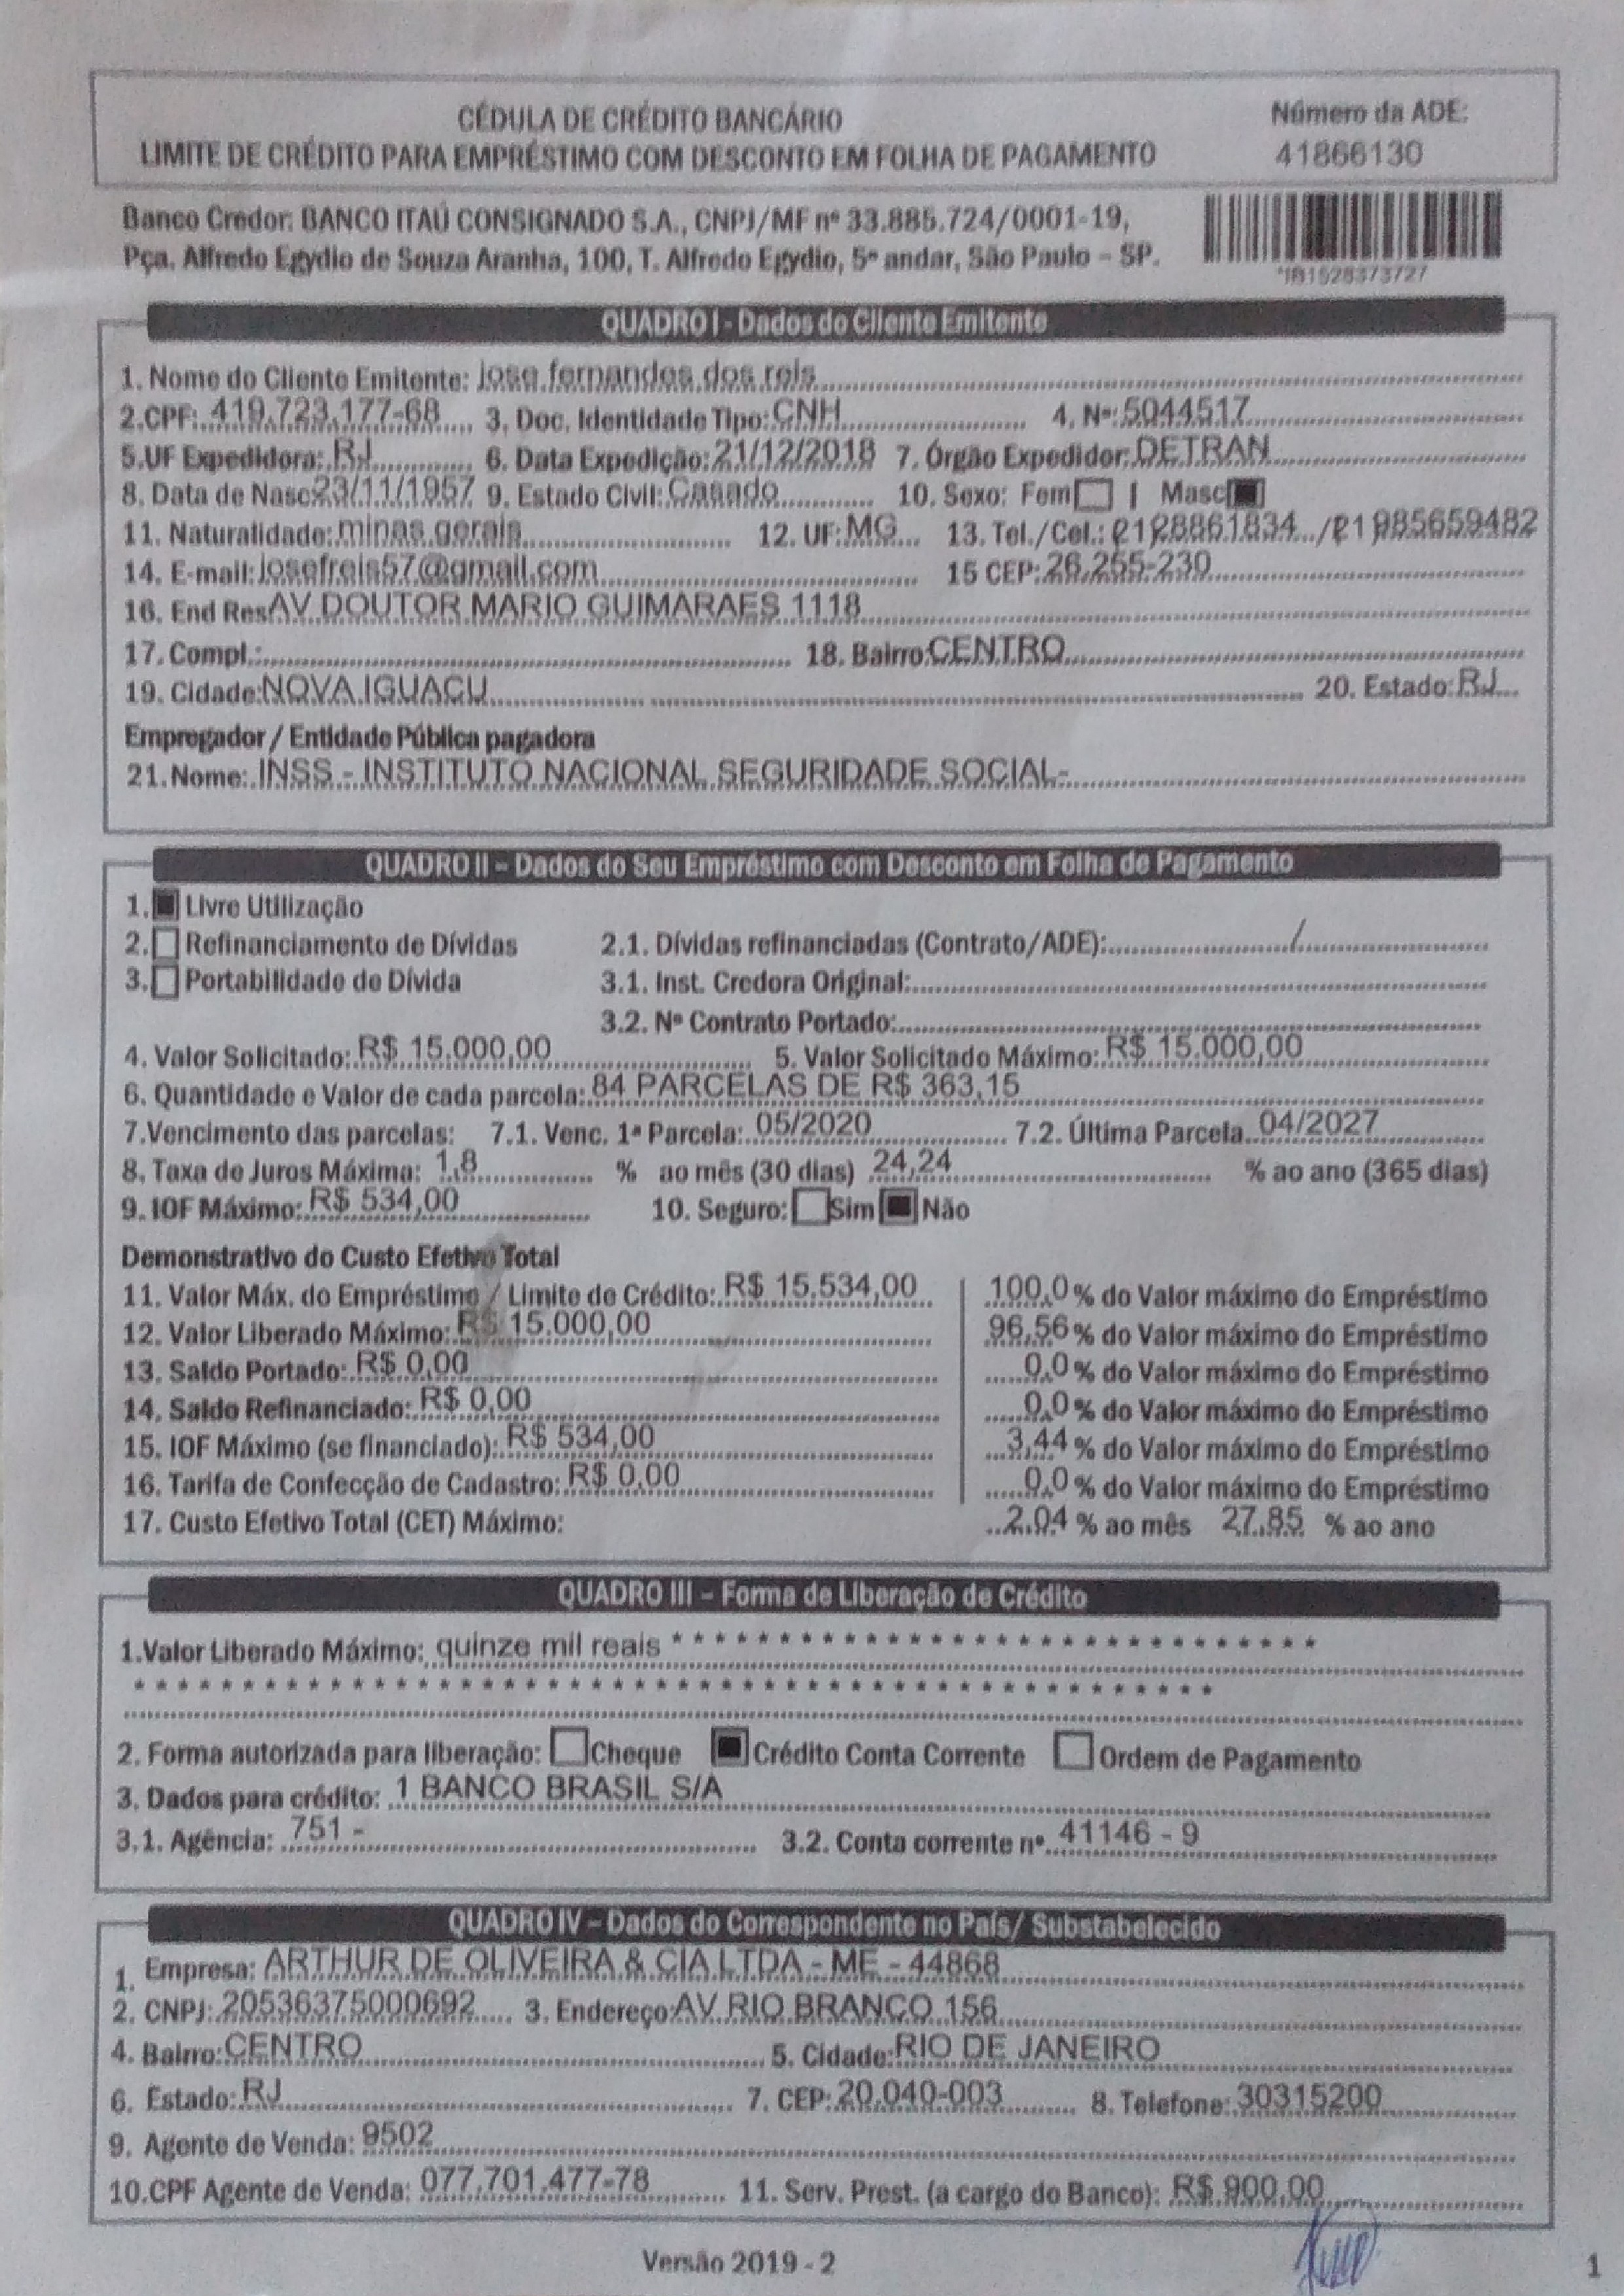 CÉDULA DE CRÉDITO BANCÁRIO
LIMITE DE CRÉDITO PARA EMPRÉSTIMO COM DESCONTO EM FOLHA DE PAGAMENTO
Número da ADE:
41866130
Banco Credor: BANCO ITAÚ CONSIGNADO S.A., CNPJ/MF nº 33.885.724/0001-19,
Pça. Alfredo Egydio de Souza Aranha, 100, T. Alfredo Egydio, 5º andar, São Paulo – SP.
*IB1528373727
QUADRO I - Dados do Cliente Emitente
1. Nome do Cliente Emitente: jose fernandes dos reis
2.CPF: 419.723.177-68 3. Doc. Identidade Tipo: CNH 4. Nº: 5044517
5.UF Expedidora: RJ 6. Data Expedição: 21/12/2018 7. Órgão Expedidor: DETRAN
8. Data de Nasc: 23/11/1957 9. Estado Civil: Casado 10. Sexo: Fem | Masc
11. Naturalidade: minas gerais 12. UF: MG 13. Tel./Cel.: 2128861834 /21985659482
14. E-mail: josefreis57@gmail.com 15 CEP: 26.255-230
16. End Res AV DOUTOR MARIO GUIMARAES 1118
17. Compl.: 18. Bairro: CENTRO
19. Cidade: NOVA IGUACU 20. Estado: RJ
Empregador / Entidade Pública pagadora
21. Nome: INSS - INSTITUTO NACIONAL SEGURIDADE SOCIAL-
QUADRO II – Dados do Seu Empréstimo com Desconto em Folha de Pagamento
1. Livre Utilização
2. Refinanciamento de Dívidas 2.1. Dívidas refinanciadas (Contrato/ADE): /
3. Portabilidade de Dívida 3.1. Inst. Credora Original:
3.2. Nº Contrato Portado:
4. Valor Solicitado: R$ 15.000,00 5. Valor Solicitado Máximo: R$ 15.000,00
6. Quantidade e Valor de cada parcela: 84 PARCELAS DE R$ 363,15
7.Vencimento das parcelas: 7.1. Venc. 1ª Parcela: 05/2020 7.2. Última Parcela 04/2027
8. Taxa de Juros Máxima: 1,8 % ao mês (30 dias) 24,24 % ao ano (365 dias)
9. IOF Máximo: R$ 534,00 10. Seguro: Sim Não
Demonstrativo do Custo Efetivo Total
11. Valor Máx. do Empréstimo / Limite de Crédito: R$ 15.534,00 100,0 % do Valor máximo do Empréstimo
12. Valor Liberado Máximo: R$ 15.000,00 96,56 % do Valor máximo do Empréstimo
13. Saldo Portado: R$ 0,00 0,0 % do Valor máximo do Empréstimo
14. Saldo Refinanciado: R$ 0,00 0,0 % do Valor máximo do Empréstimo
15. IOF Máximo (se financiado): R$ 534,00 3,44 % do Valor máximo do Empréstimo
16. Tarifa de Confecção de Cadastro: R$ 0,00 0,0 % do Valor máximo do Empréstimo
17. Custo Efetivo Total (CET) Máximo: 2,04 % ao mês 27,85 % ao ano
QUADRO III – Forma de Liberação de Crédito
1.Valor Liberado Máximo: quinze mil reais * * * * * * * * * * * * * * * * * * * * * * * * * * * * * *
* * * * * * * * * * * * * * * * * * * * * * * * * * * * * * * * * * * * * * * *
2. Forma autorizada para liberação: Cheque Crédito Conta Corrente Ordem de Pagamento
3. Dados para crédito: 1 BANCO BRASIL S/A
3.1. Agência: 751 - 3.2. Conta corrente nº 41146 - 9
QUADRO IV – Dados do Correspondente no País/ Substabelecido
1. Empresa: ARTHUR DE OLIVEIRA & CIA LTDA - ME - 44868
2. CNPJ: 20536375000692 3. Endereço: AV RIO BRANCO 156
4. Bairro: CENTRO 5. Cidade: RIO DE JANEIRO
6. Estado: RJ 7. CEP: 20.040-003 8. Telefone: 30315200
9. Agente de Venda: 9502
10.CPF Agente de Venda: 077.701.477-78 11. Serv. Prest. (a cargo do Banco): R$ 900,00
Versão 2019 - 2
1